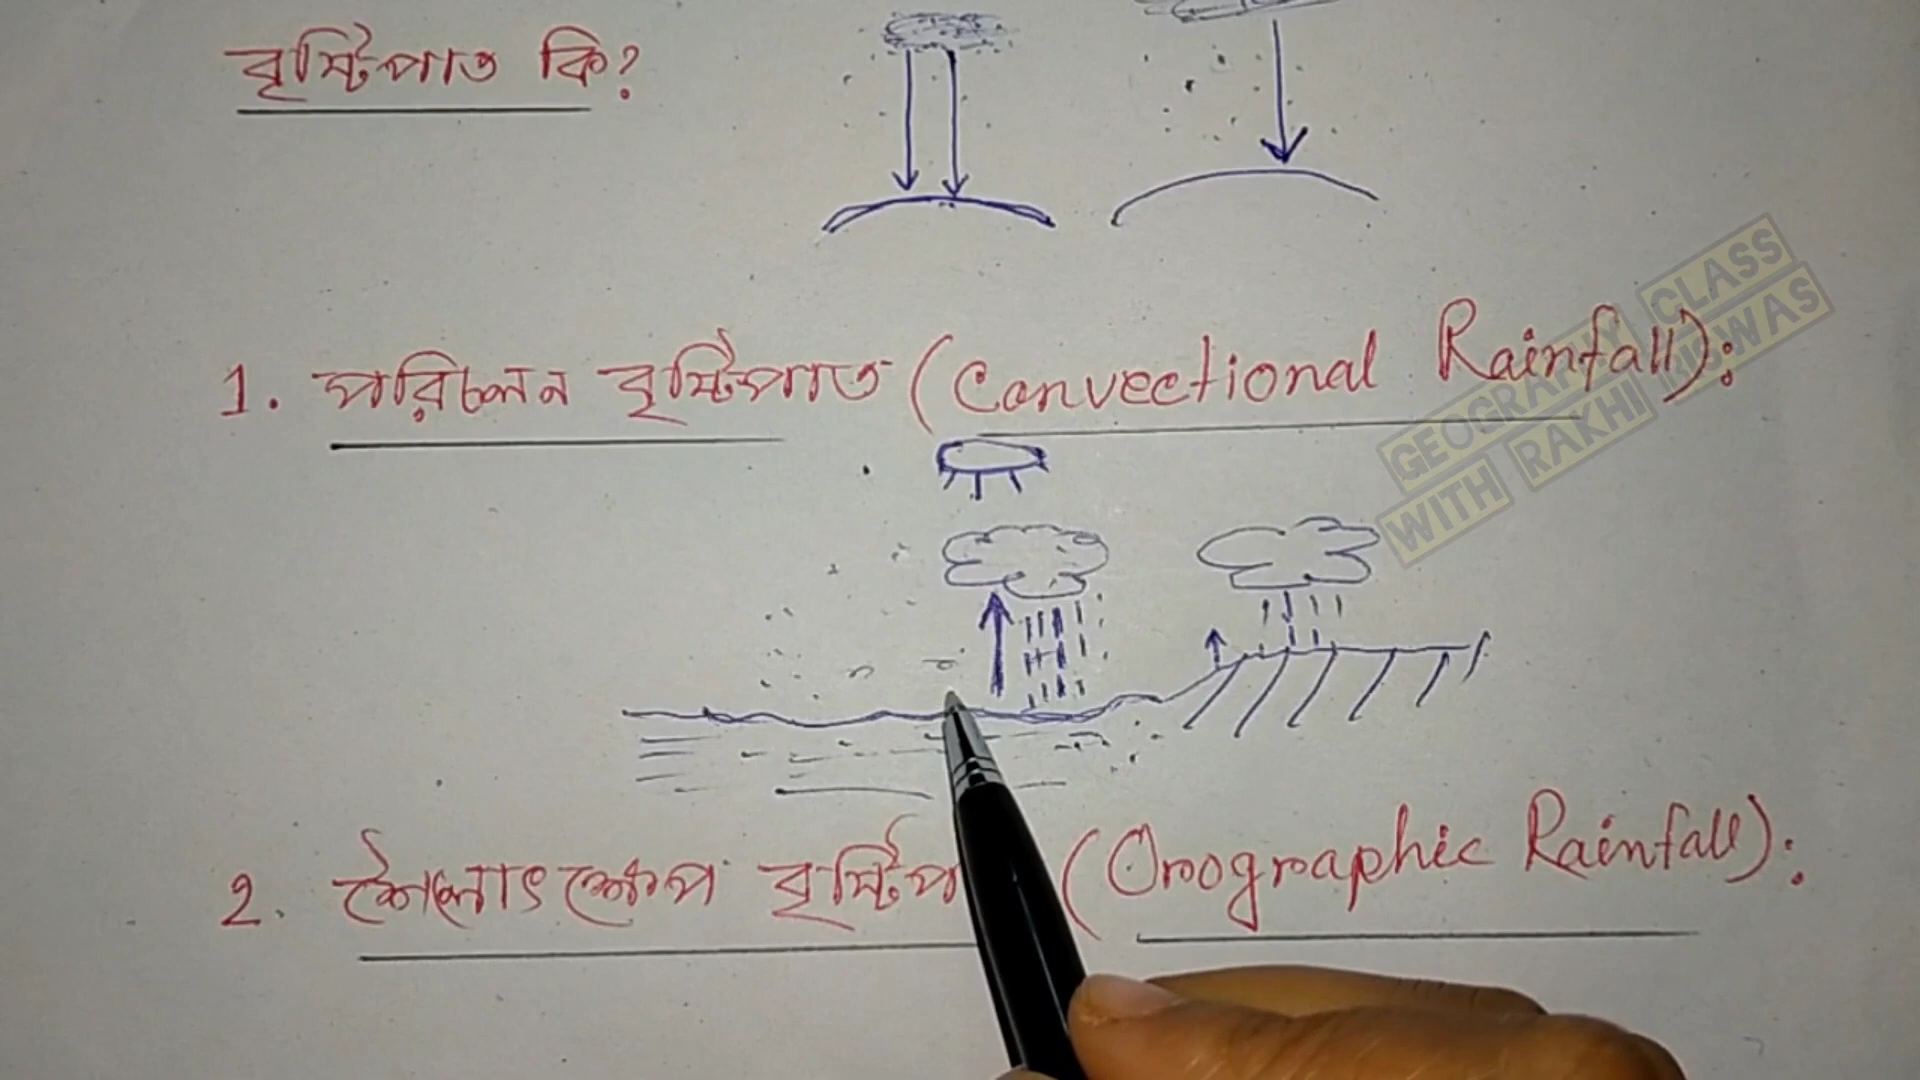 বৃষ্টিপাত কি?
1. পরিচলন বৃষ্টিপাত (Convectional Rainfall):
GEOGRAPHY CLASS
WITH RAKHI BISWAS
2. শৈলোৎক্ষেপ বৃষ্টিপ (Orographic Rainfall):